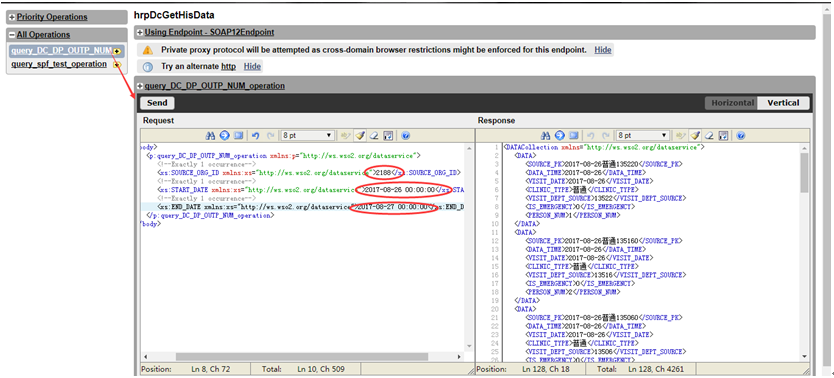 hrpDcGetHisData
Priority Operations
All Operations
query_DC_DP_OUTP_NUM
query_spf_test_operation
Using Endpoint - SOAP12Endpoint
Private proxy protocol will be attempted as cross-domain browser restrictions might be enforced for this endpoint. Hide
Try an alternate http Hide
query_DC_DP_OUTP_NUM_operation
Send
Horizontal Vertical
Request
8 pt
body>
<p:query_DC_DP_OUTP_NUM_operation xmlns:p="http://ws.wso2.org/dataservice">
<!--Exactly 1 occurrence-->
<xs:SOURCE_ORG_ID xmlns:xs="http://ws.wso2.org/dataservice">2188</xs:SOURCE_ORG_ID>
<!--Exactly 1 occurrence-->
<xs:START_DATE xmlns:xs="http://ws.wso2.org/dataservice">2017-08-26 00:00:00</xs:STA
<!--Exactly 1 occurrence-->
<xs:END_DATE xmlns:xs="http://ws.wso2.org/dataservice">2017-08-27 00:00:00</xs:END_D
</p:query_DC_DP_OUTP_NUM_operation>
<body>
Position: Ln 8, Ch 72 Total: Ln 10, Ch 509
Response
8 pt
1 <DATACollection xmlns="http://ws.wso2.org/dataservice">
2 <DATA>
3 <SOURCE_PK>2017-08-26普通135220</SOURCE_PK>
4 <DATA_TIME>2017-08-26</DATA_TIME>
5 <VISIT_DATE>2017-08-26</VISIT_DATE>
6 <CLINIC_TYPE>普通</CLINIC_TYPE>
7 <VISIT_DEPT_SOURCE>13522</VISIT_DEPT_SOURCE>
8 <IS_EMERGENCY>0</IS_EMERGENCY>
9 <PERSON_NUM>1</PERSON_NUM>
10 </DATA>
11 <DATA>
12 <SOURCE_PK>2017-08-26普通135160</SOURCE_PK>
13 <DATA_TIME>2017-08-26</DATA_TIME>
14 <VISIT_DATE>2017-08-26</VISIT_DATE>
15 <CLINIC_TYPE>普通</CLINIC_TYPE>
16 <VISIT_DEPT_SOURCE>13516</VISIT_DEPT_SOURCE>
17 <IS_EMERGENCY>0</IS_EMERGENCY>
18 <PERSON_NUM>2</PERSON_NUM>
19 </DATA>
20 <DATA>
21 <SOURCE_PK>2017-08-26普通135060</SOURCE_PK>
22 <DATA_TIME>2017-08-26</DATA_TIME>
23 <VISIT_DATE>2017-08-26</VISIT_DATE>
24 <CLINIC_TYPE>普通</CLINIC_TYPE>
25 <VISIT_DEPT_SOURCE>13506</VISIT_DEPT_SOURCE>
26 <IS_EMERGENCY>0</IS_EMERGENCY>
Position: Ln 128, Ch 18 Total: Ln 128, Ch 4261